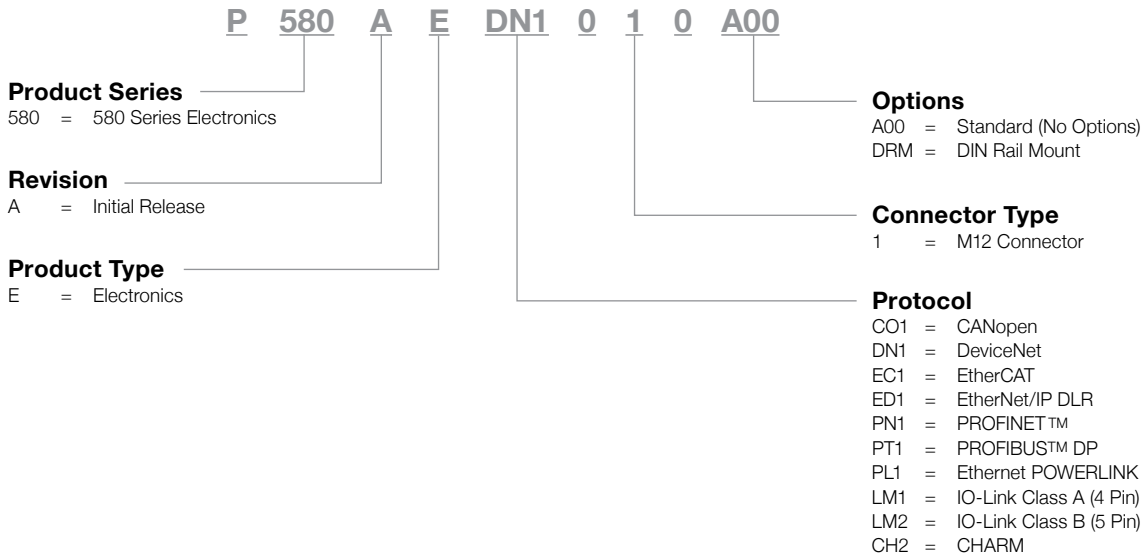 P 580 A E DN1 0 1 0 A00
Product Series
580 = 580 Series Electronics
Revision
A = Initial Release
Product Type
E = Electronics
Options
A00 = Standard (No Options)
DRM = DIN Rail Mount
Connector Type
1 = M12 Connector
Protocol
CO1 = CANopen
DN1 = DeviceNet
EC1 = EtherCAT
ED1 = EtherNet/IP DLR
PN1 = PROFINET™
PT1 = PROFIBUS™ DP
PL1 = Ethernet POWERLINK
LM1 = IO-Link Class A (4 Pin)
LM2 = IO-Link Class B (5 Pin)
CH2 = CHARM